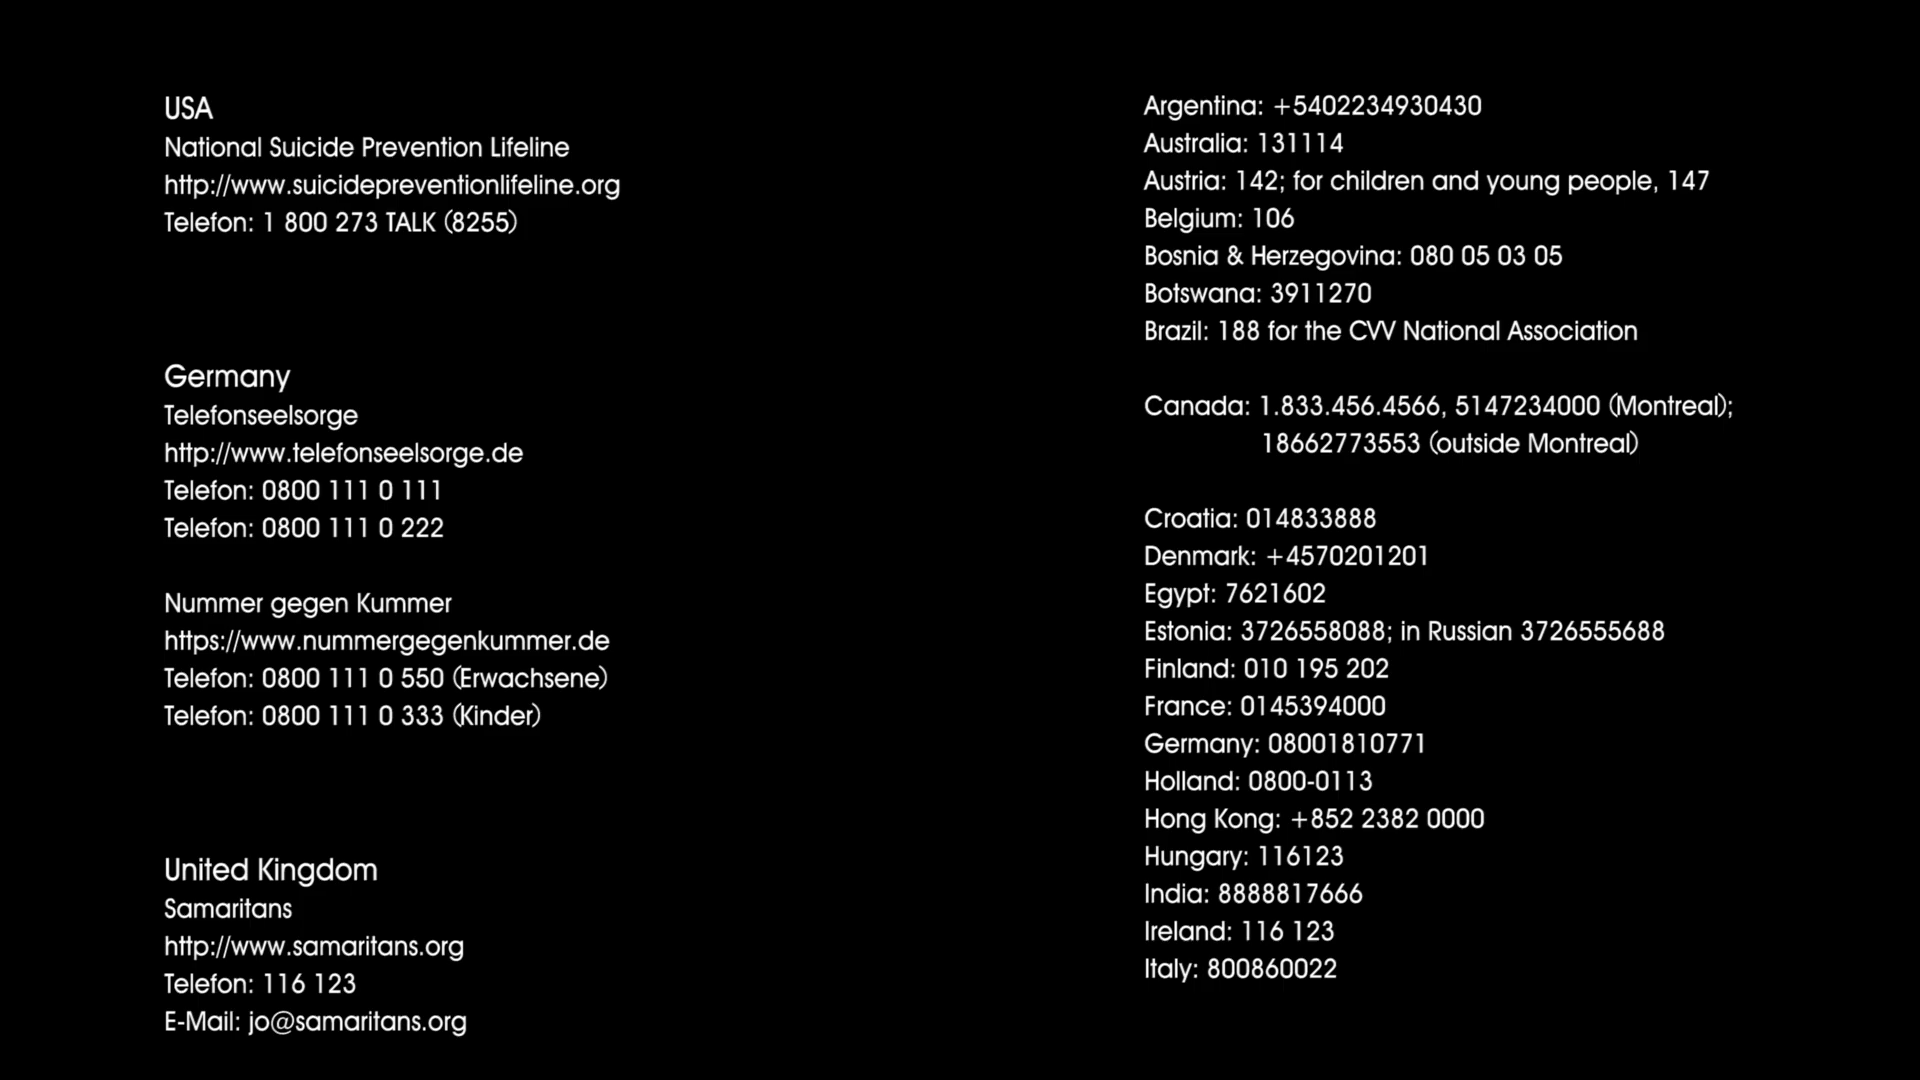 USA
National Suicide Prevention Lifeline
http://www.suicidepreventionlifeline.org
Telefon: 1 800 273 TALK (8255)
Germany
Telefonseelsorge
http://www.telefonseelsorge.de
Telefon: 0800 111 0 111
Telefon: 0800 111 0 222
Nummer gegen Kummer
https://www.nummergegenkummer.de
Telefon: 0800 111 0 550 (Erwachsene)
Telefon: 0800 111 0 333 (Kinder)
United Kingdom
Samaritans
http://www.samaritans.org
Telefon: 116 123
E-Mail: jo@samaritans.org
Argentina: +5402234930430
Australia: 131114
Austria: 142; for children and young people, 147
Belgium: 106
Bosnia & Herzegovina: 080 05 03 05
Botswana: 3911270
Brazil: 188 for the CVV National Association
Canada: 1.833.456.4566, 5147234000 (Montreal);
18662773553 (outside Montreal)
Croatia: 014833888
Denmark: +4570201201
Egypt: 7621602
Estonia: 3726558088; in Russian 3726555688
Finland: 010 195 202
France: 0145394000
Germany: 08001810771
Holland: 0800-0113
Hong Kong: +852 2382 0000
Hungary: 116123
India: 8888817666
Ireland: 116 123
Italy: 800860022